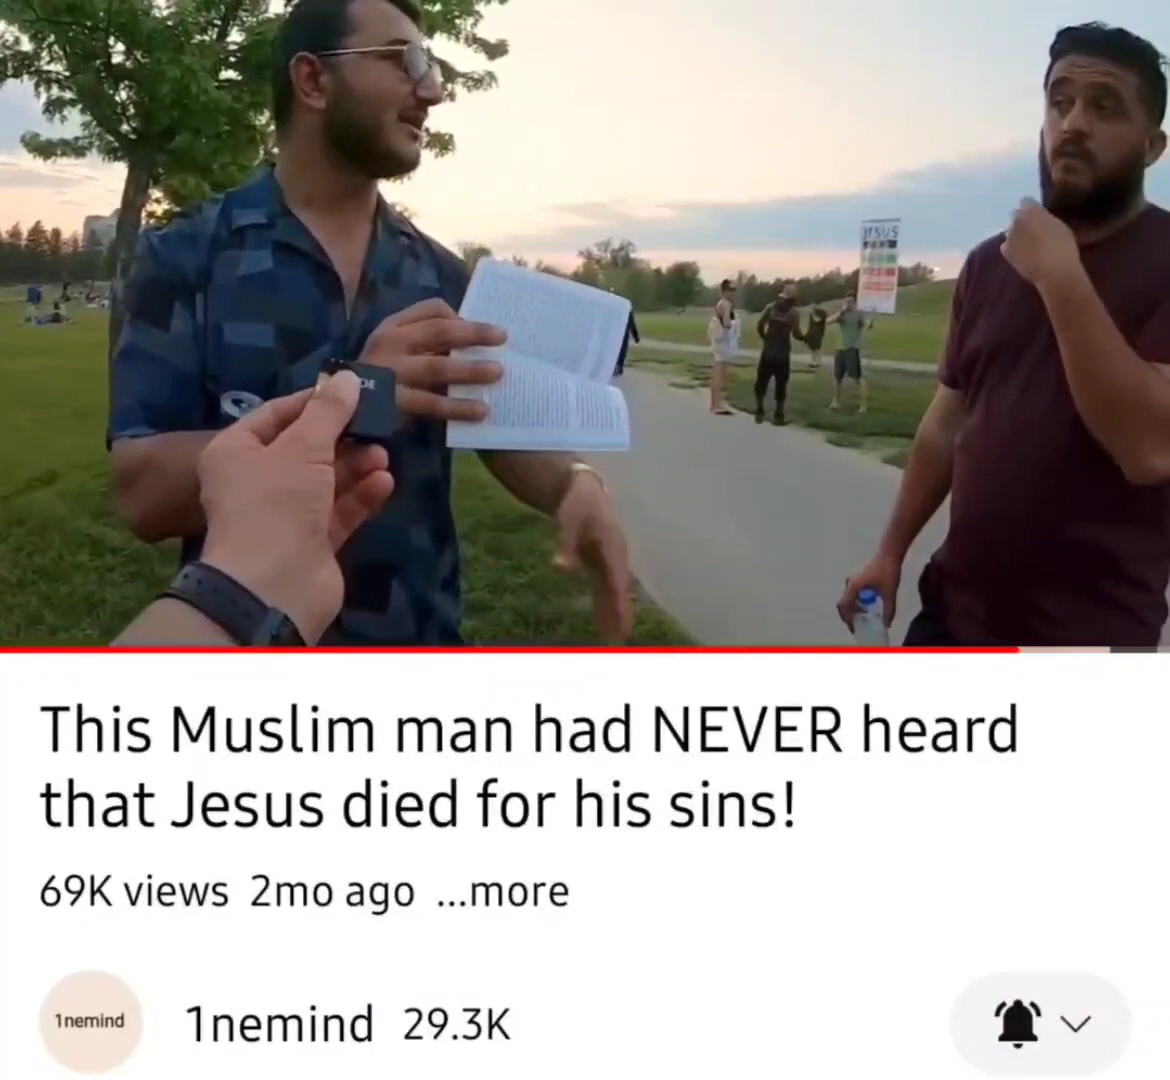 Jesus
This Muslim man had NEVER heard
that Jesus died for his sins!
69K views 2mo ago ...more
1nemind
1nemind 29.3K